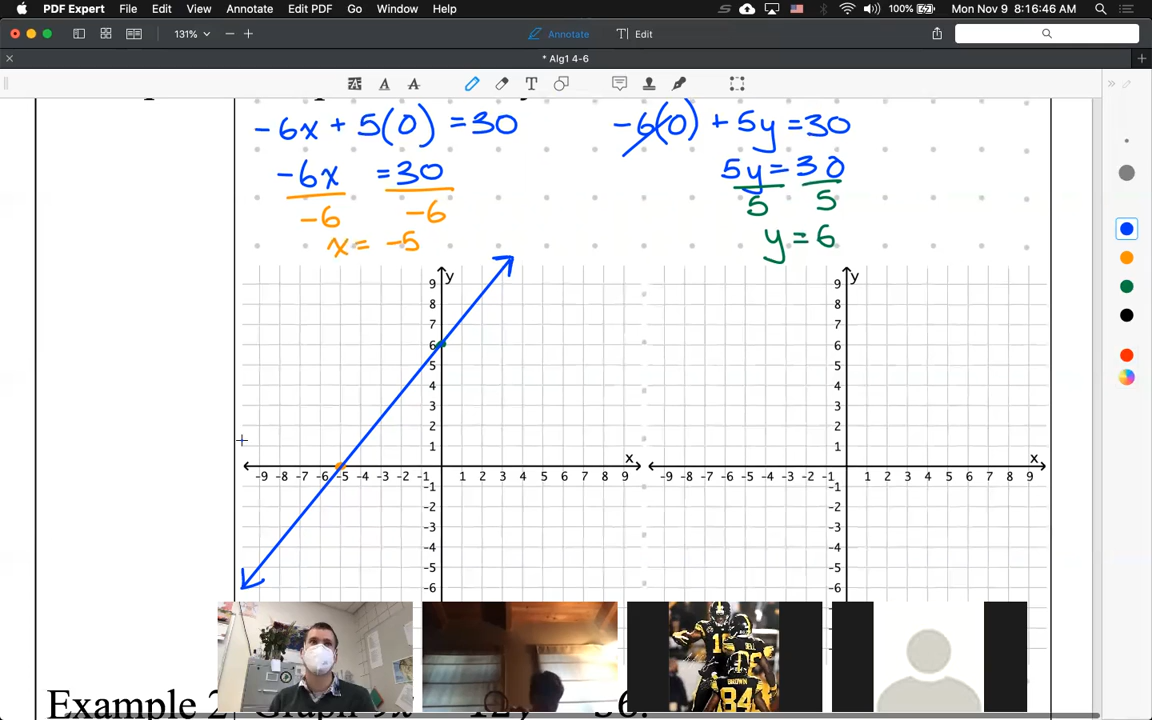 PDF Expert File Edit View Annotate Edit PDF Go Window Help 100% Mon Nov 9 8:16:46 AM
131% Annotate Edit
* Alg1 4-6
-6x + 5(0) = 30
-6(0) + 5y = 30
-6x = 30
5y = 30
-6 -6
5 5
x = -5
y = 6
y
9
8
7
6
5
4
3
2
1
x
-9 -8 -7 -6 -5 -4 -3 -2 -1 1 2 3 4 5 6 7 8 9
-1
-2
-3
-4
-5
-6
y
9
8
7
6
5
4
3
2
1
x
-9 -8 -7 -6 -5 -4 -3 -2 -1 1 2 3 4 5 6 7 8 9
-1
-2
-3
-4
-5
-6
BELL
BROWN
84
Example 2